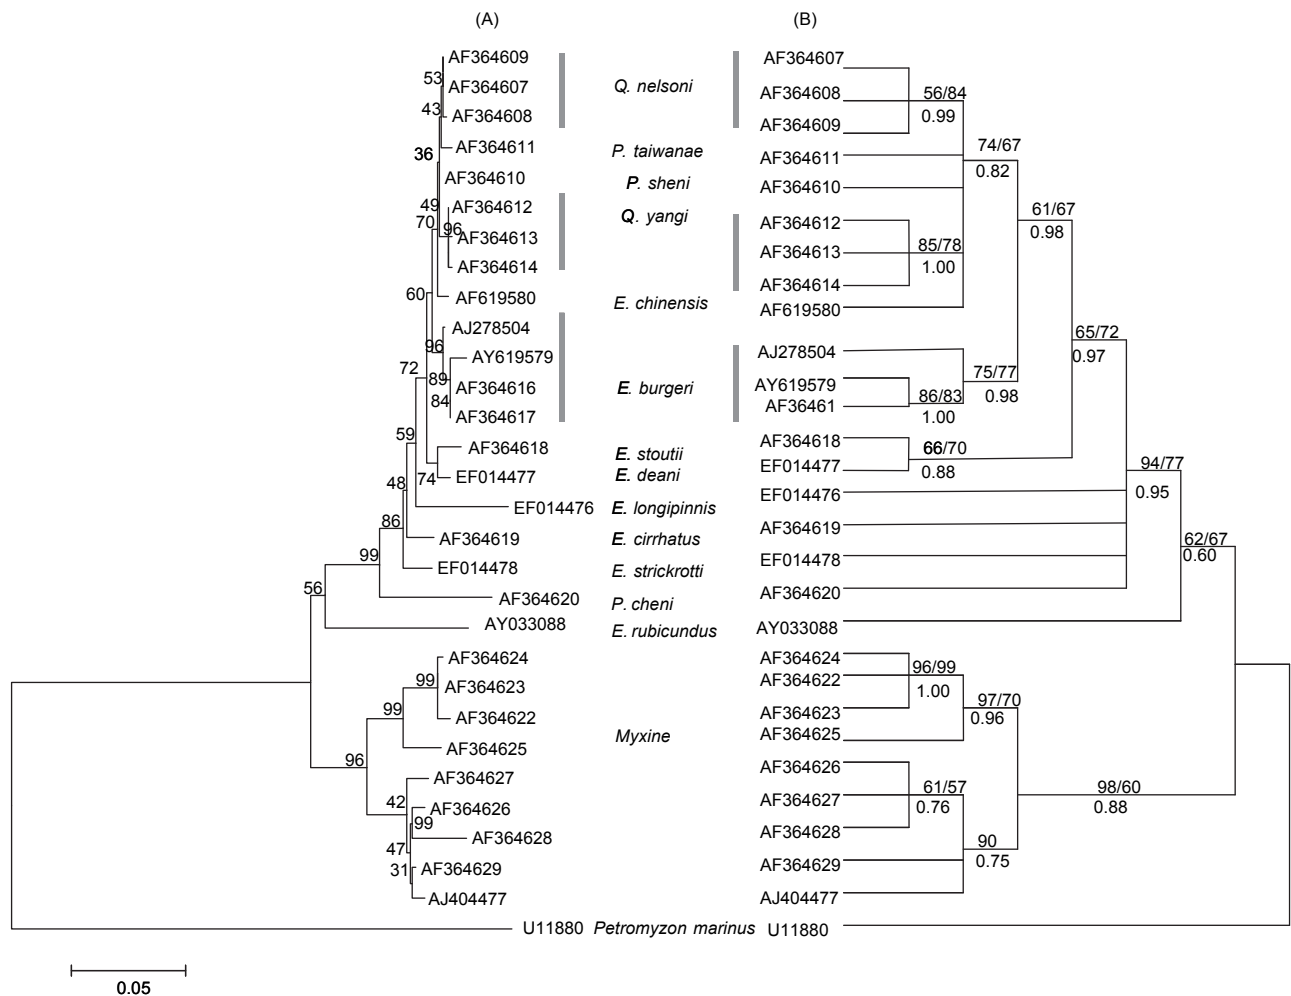 (A) (B)
AF364609 AF364607
53 AF364607 Q. nelsoni AF364608 56/84
43 AF364608 AF364609 0.99
36 AF364611 P. taiwanae AF364611 74/67
0.82
AF364610 P. sheni AF364610
49 AF364612 Q. yangi AF364612 61/67
70 96 AF364613 AF364613 85/78 0.98
AF364614 AF364614 1.00
60 AF619580 E. chinensis AF619580
AJ278504 AJ278504 65/72
96 AY619579 AY619579 75/77 0.97
72 89 AF364616 E. burgeri AF36461 86/83 0.98
84 AF364617 1.00
59 AF364618 E. stoutii AF364618 66/70
74 EF014477 E. deani EF014477 0.88 94/77
48 EF014476 E. longipinnis EF014476 0.95
86 AF364619 E. cirrhatus AF364619
99 EF014478 E. strickrotti EF014478 62/67
0.60
56 AF364620 P. cheni AF364620
AY033088 E. rubicundus AY033088
AF364624 AF364624 96/99
99 AF364623 AF364622 1.00
99 AF364622 AF364623 97/70
0.96
AF364625 Myxine AF364625
96 AF364627 AF364626
42 AF364626 AF364627 61/57 98/60
99 AF364628 AF364628 0.76 0.88
47 90
31 AF364629 AF364629 0.75
AJ404477 AJ404477
U11880 Petromyzon marinus U11880
0.05